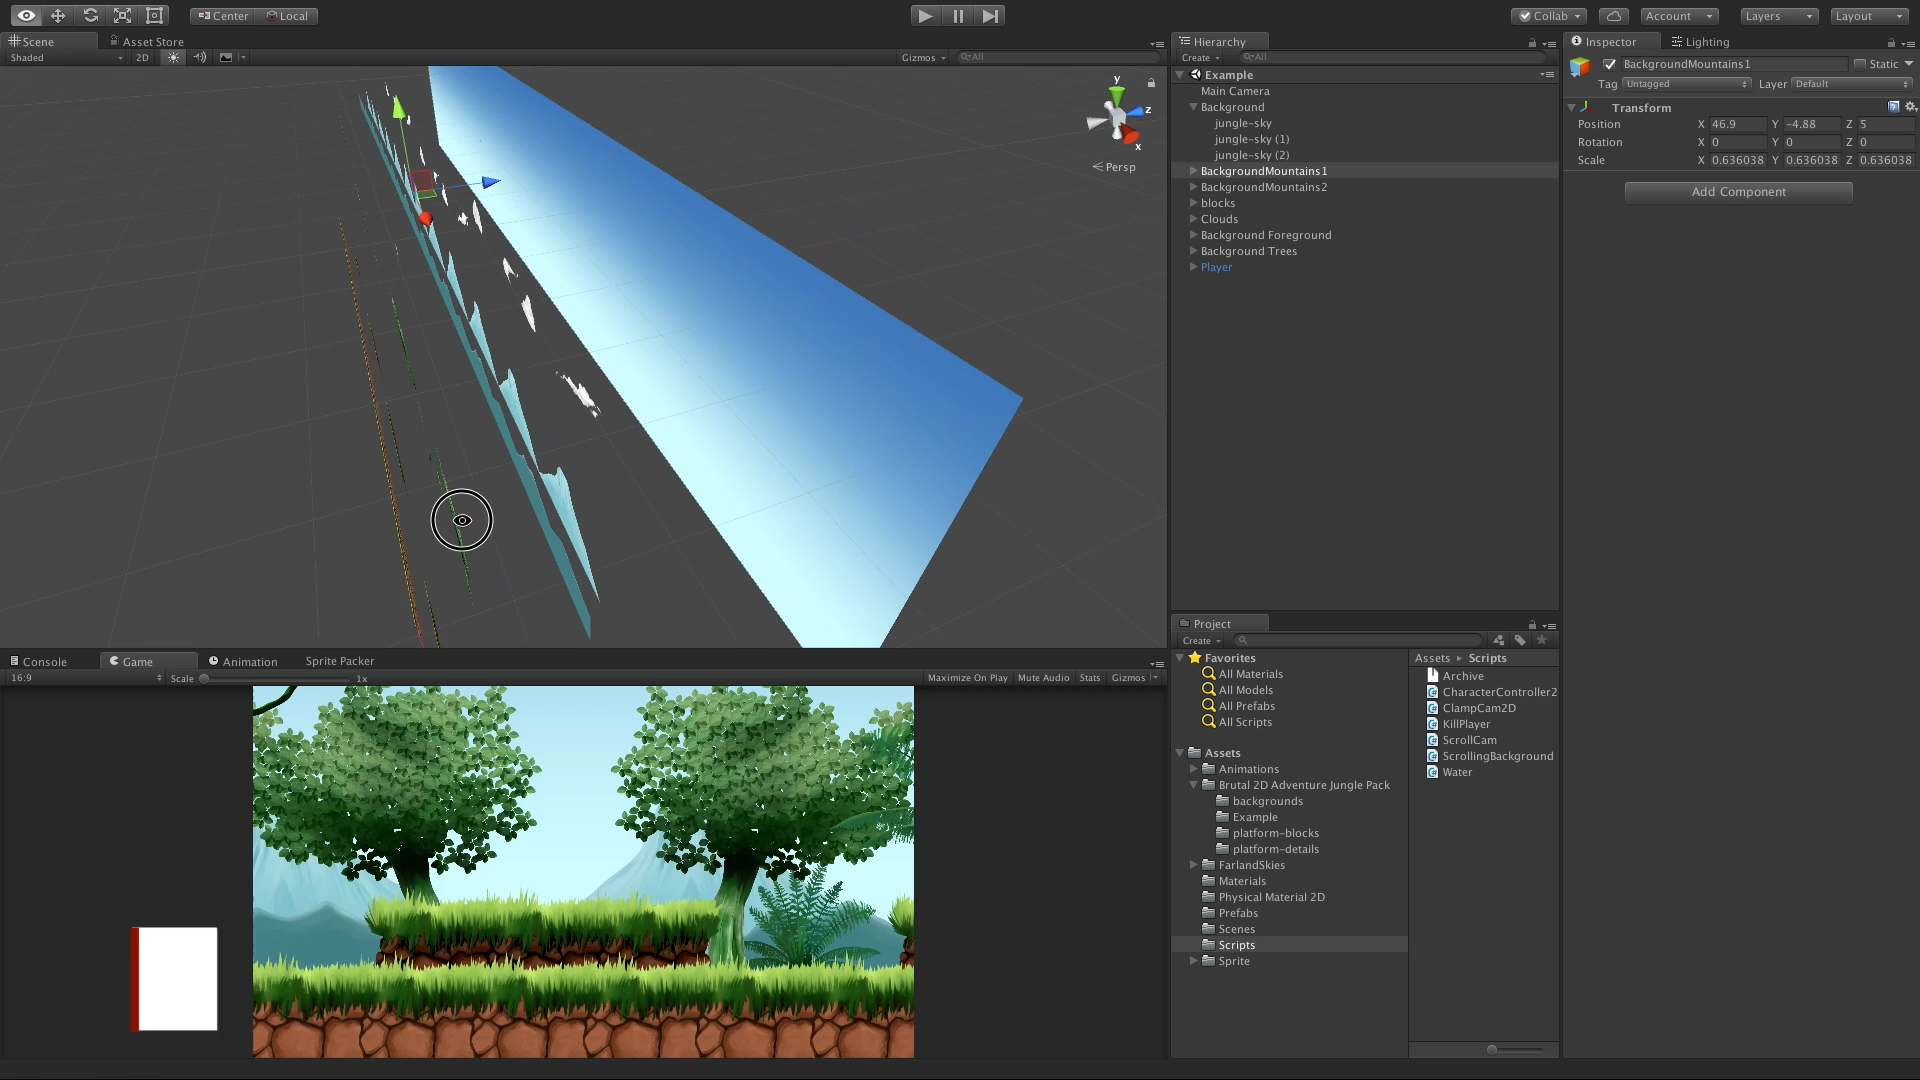 Center Local
Collab Account Layers Layout
Scene Asset Store
Shaded 2D Gizmos All
y
z
x
Persp
Hierarchy
Create All
Example
Main Camera
Background
jungle-sky
jungle-sky (1)
jungle-sky (2)
BackgroundMountains1
BackgroundMountains2
blocks
Clouds
Background Foreground
Background Trees
Player
Inspector Lighting
BackgroundMountains1 Static
Tag Untagged Layer Default
Transform
Position X 46.9 Y -4.88 Z 5
Rotation X 0 Y 0 Z 0
Scale X 0.636038 Y 0.636038 Z 0.636038
Add Component
Console Game Animation Sprite Packer
16:9 Scale 1x Maximize On Play Mute Audio Stats Gizmos
Project
Create
Favorites
All Materials
All Models
All Prefabs
All Scripts
Assets
Animations
Brutal 2D Adventure Jungle Pack
backgrounds
Example
platform-blocks
platform-details
FarlandSkies
Materials
Physical Material 2D
Prefabs
Scenes
Scripts
Sprite
Assets Scripts
Archive
CharacterController2
ClampCam2D
KillPlayer
ScrollCam
ScrollingBackground
Water